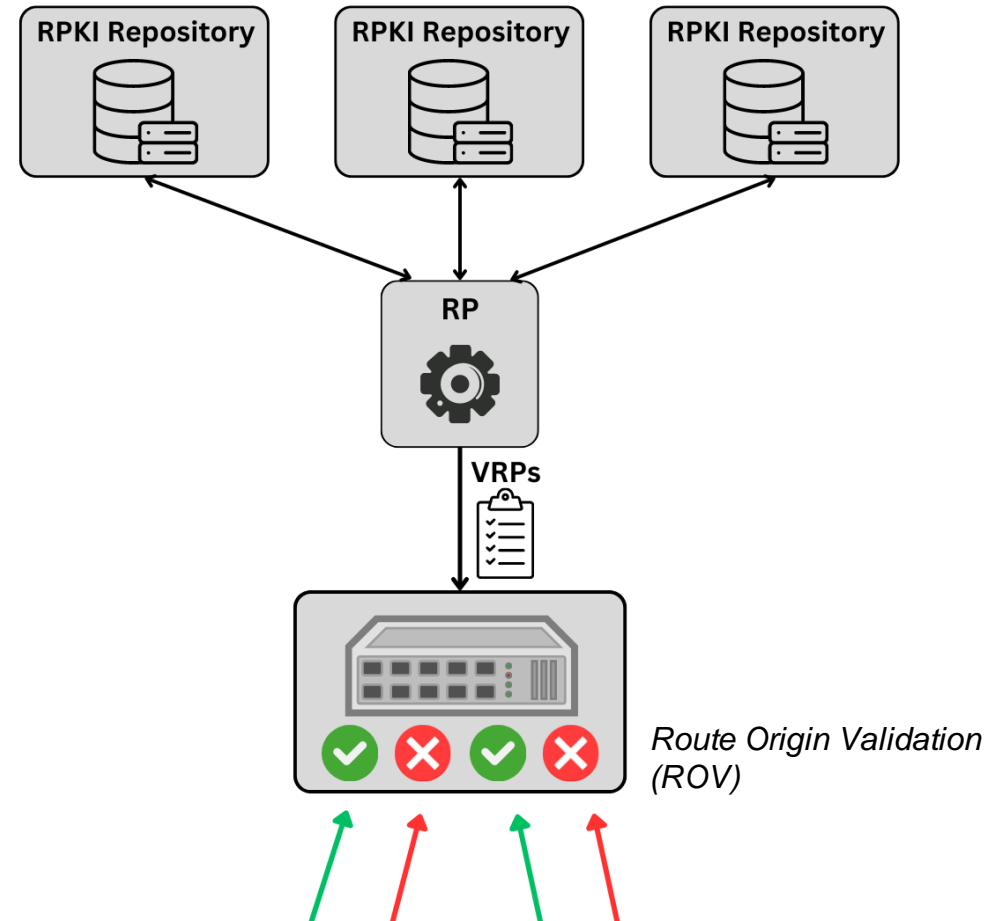 RPKI Repository
RPKI Repository
RPKI Repository
RP
VRPs
Route Origin Validation
(ROV)